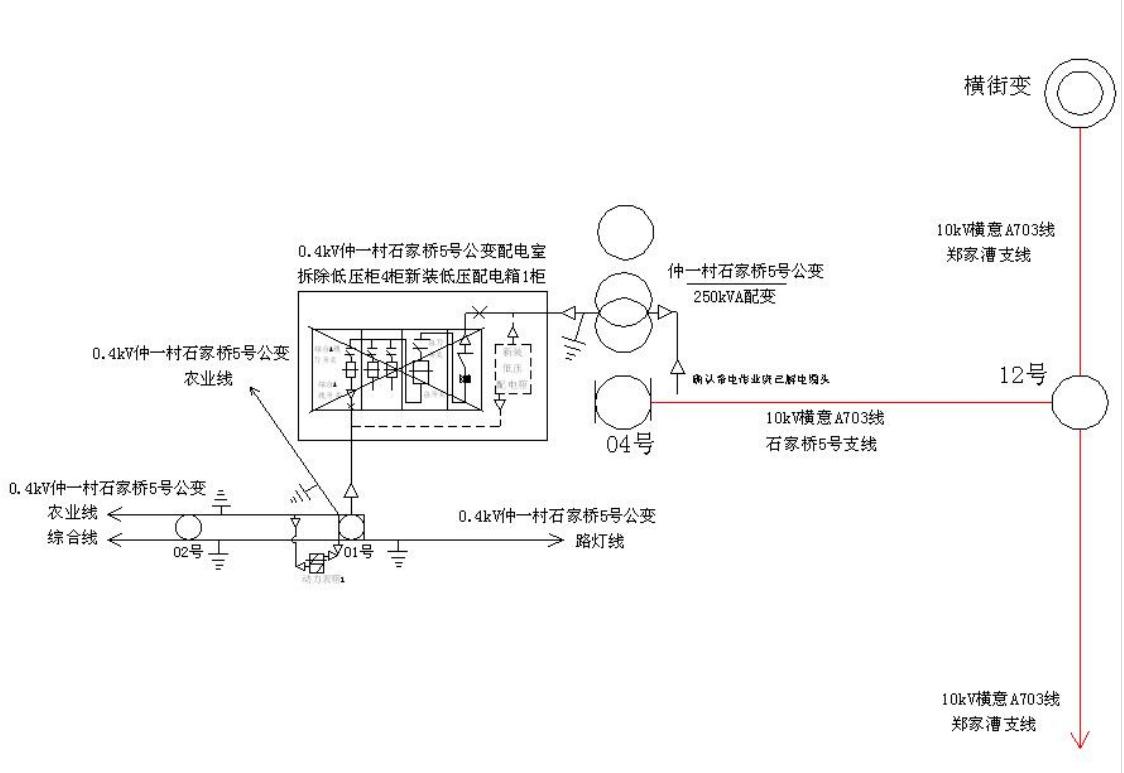 横街变
10kV横意A703线
郑家漕支线
0.4kV仲一村石家桥5号公变配电室
拆除低压柜4柜新装低压配电箱1柜
仲一村石家桥5号公变
250kVA配变
0.4kV仲一村石家桥5号公变
农业线
新装
低压
配电箱
确认带电作业班已解电缆头
12号
04号
10kV横意A703线
石家桥5号支线
0.4kV仲一村石家桥5号公变
农业线
综合线
02号
01号
动力表箱1
0.4kV仲一村石家桥5号公变
路灯线
10kV横意A703线
郑家漕支线